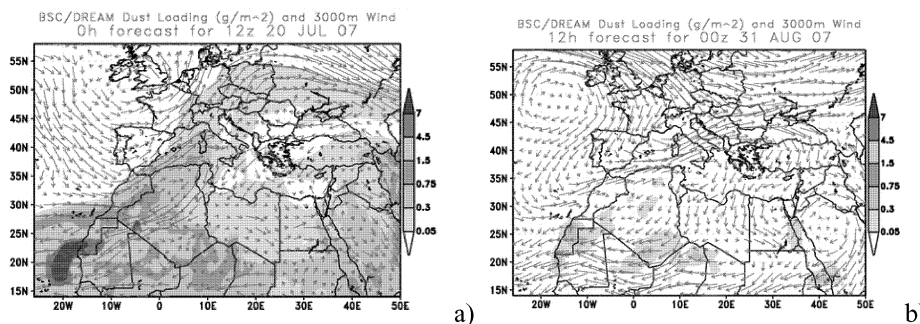 BSC/DREAM Dust Loading (g/m^2) and 3000m Wind
0h forecast for 12z 20 JUL 07
55N
50N
45N
40N
35N
30N
25N
20N
15N
20W 10W 0 10E 20E 30E 40E 50E
7
4.5
1.5
0.75
0.3
0.05
a)
BSC/DREAM Dust Loading (g/m^2) and 3000m Wind
12h forecast for 00z 31 AUG 07
55N
50N
45N
40N
35N
30N
25N
20N
15N
20W 10W 0 10E 20E 30E 40E 50E
7
4.5
1.5
0.75
0.3
0.05
b)